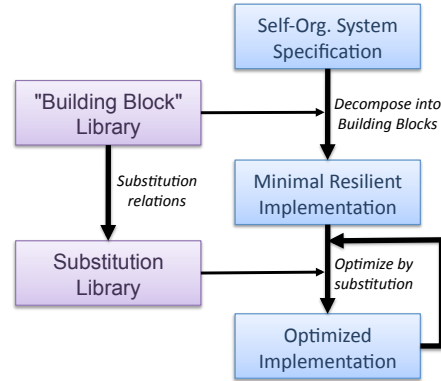 Self-Org. System
Specification
"Building Block"
Library
Decompose into
Building Blocks
Substitution
relations
Minimal Resilient
Implementation
Substitution
Library
Optimize by
substitution
Optimized
Implementation